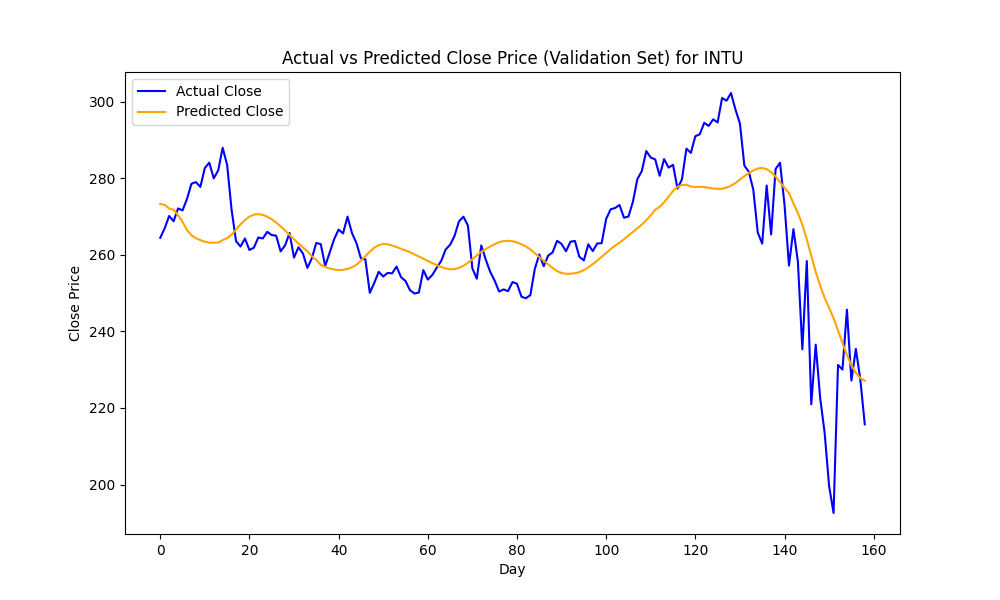 Actual vs Predicted Close Price (Validation Set) for INTU
Actual Close
Predicted Close
300
280
260
240
220
200
Close Price
0 20 40 60 80 100 120 140 160
Day